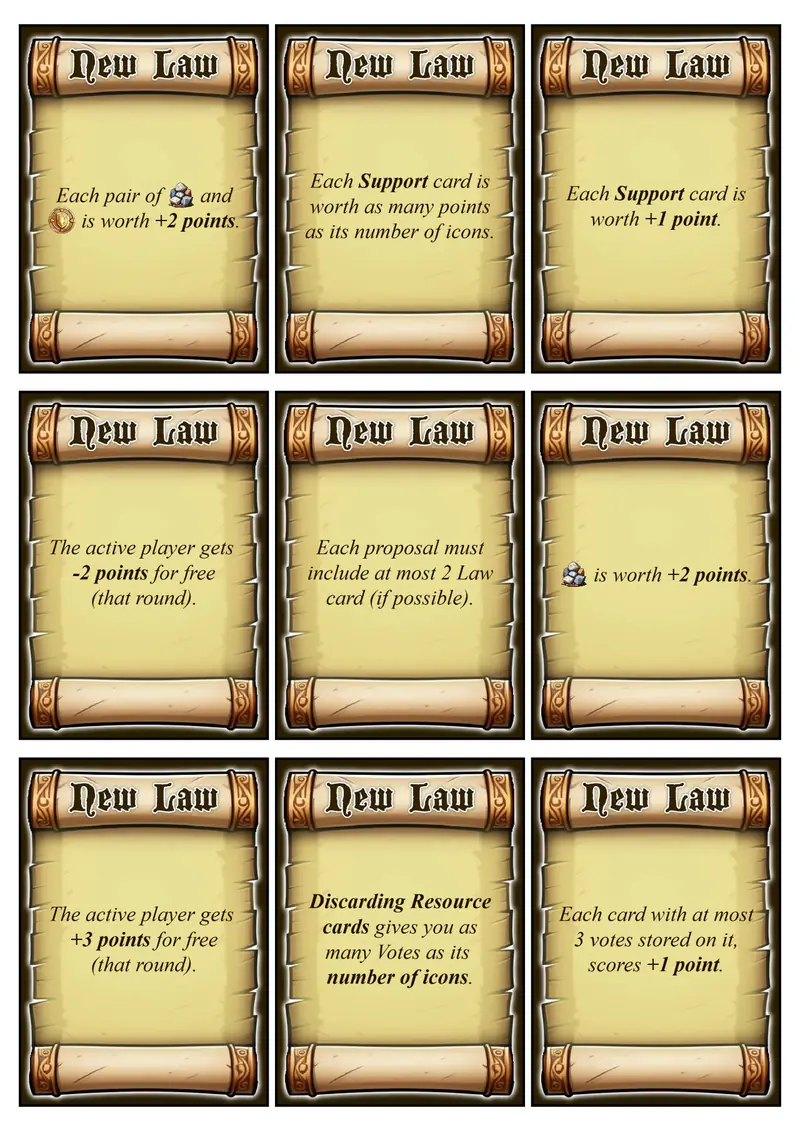 New Law
Each pair of and
is worth +2 points.
New Law
Each Support card is
worth as many points
as its number of icons.
New Law
Each Support card is
worth +1 point.
New Law
The active player gets
-2 points for free
(that round).
New Law
Each proposal must
include at most 2 Law
card (if possible).
New Law
is worth +2 points.
New Law
The active player gets
+3 points for free
(that round).
New Law
Discarding Resource
cards gives you as
many Votes as its
number of icons.
New Law
Each card with at most
3 votes stored on it,
scores +1 point.